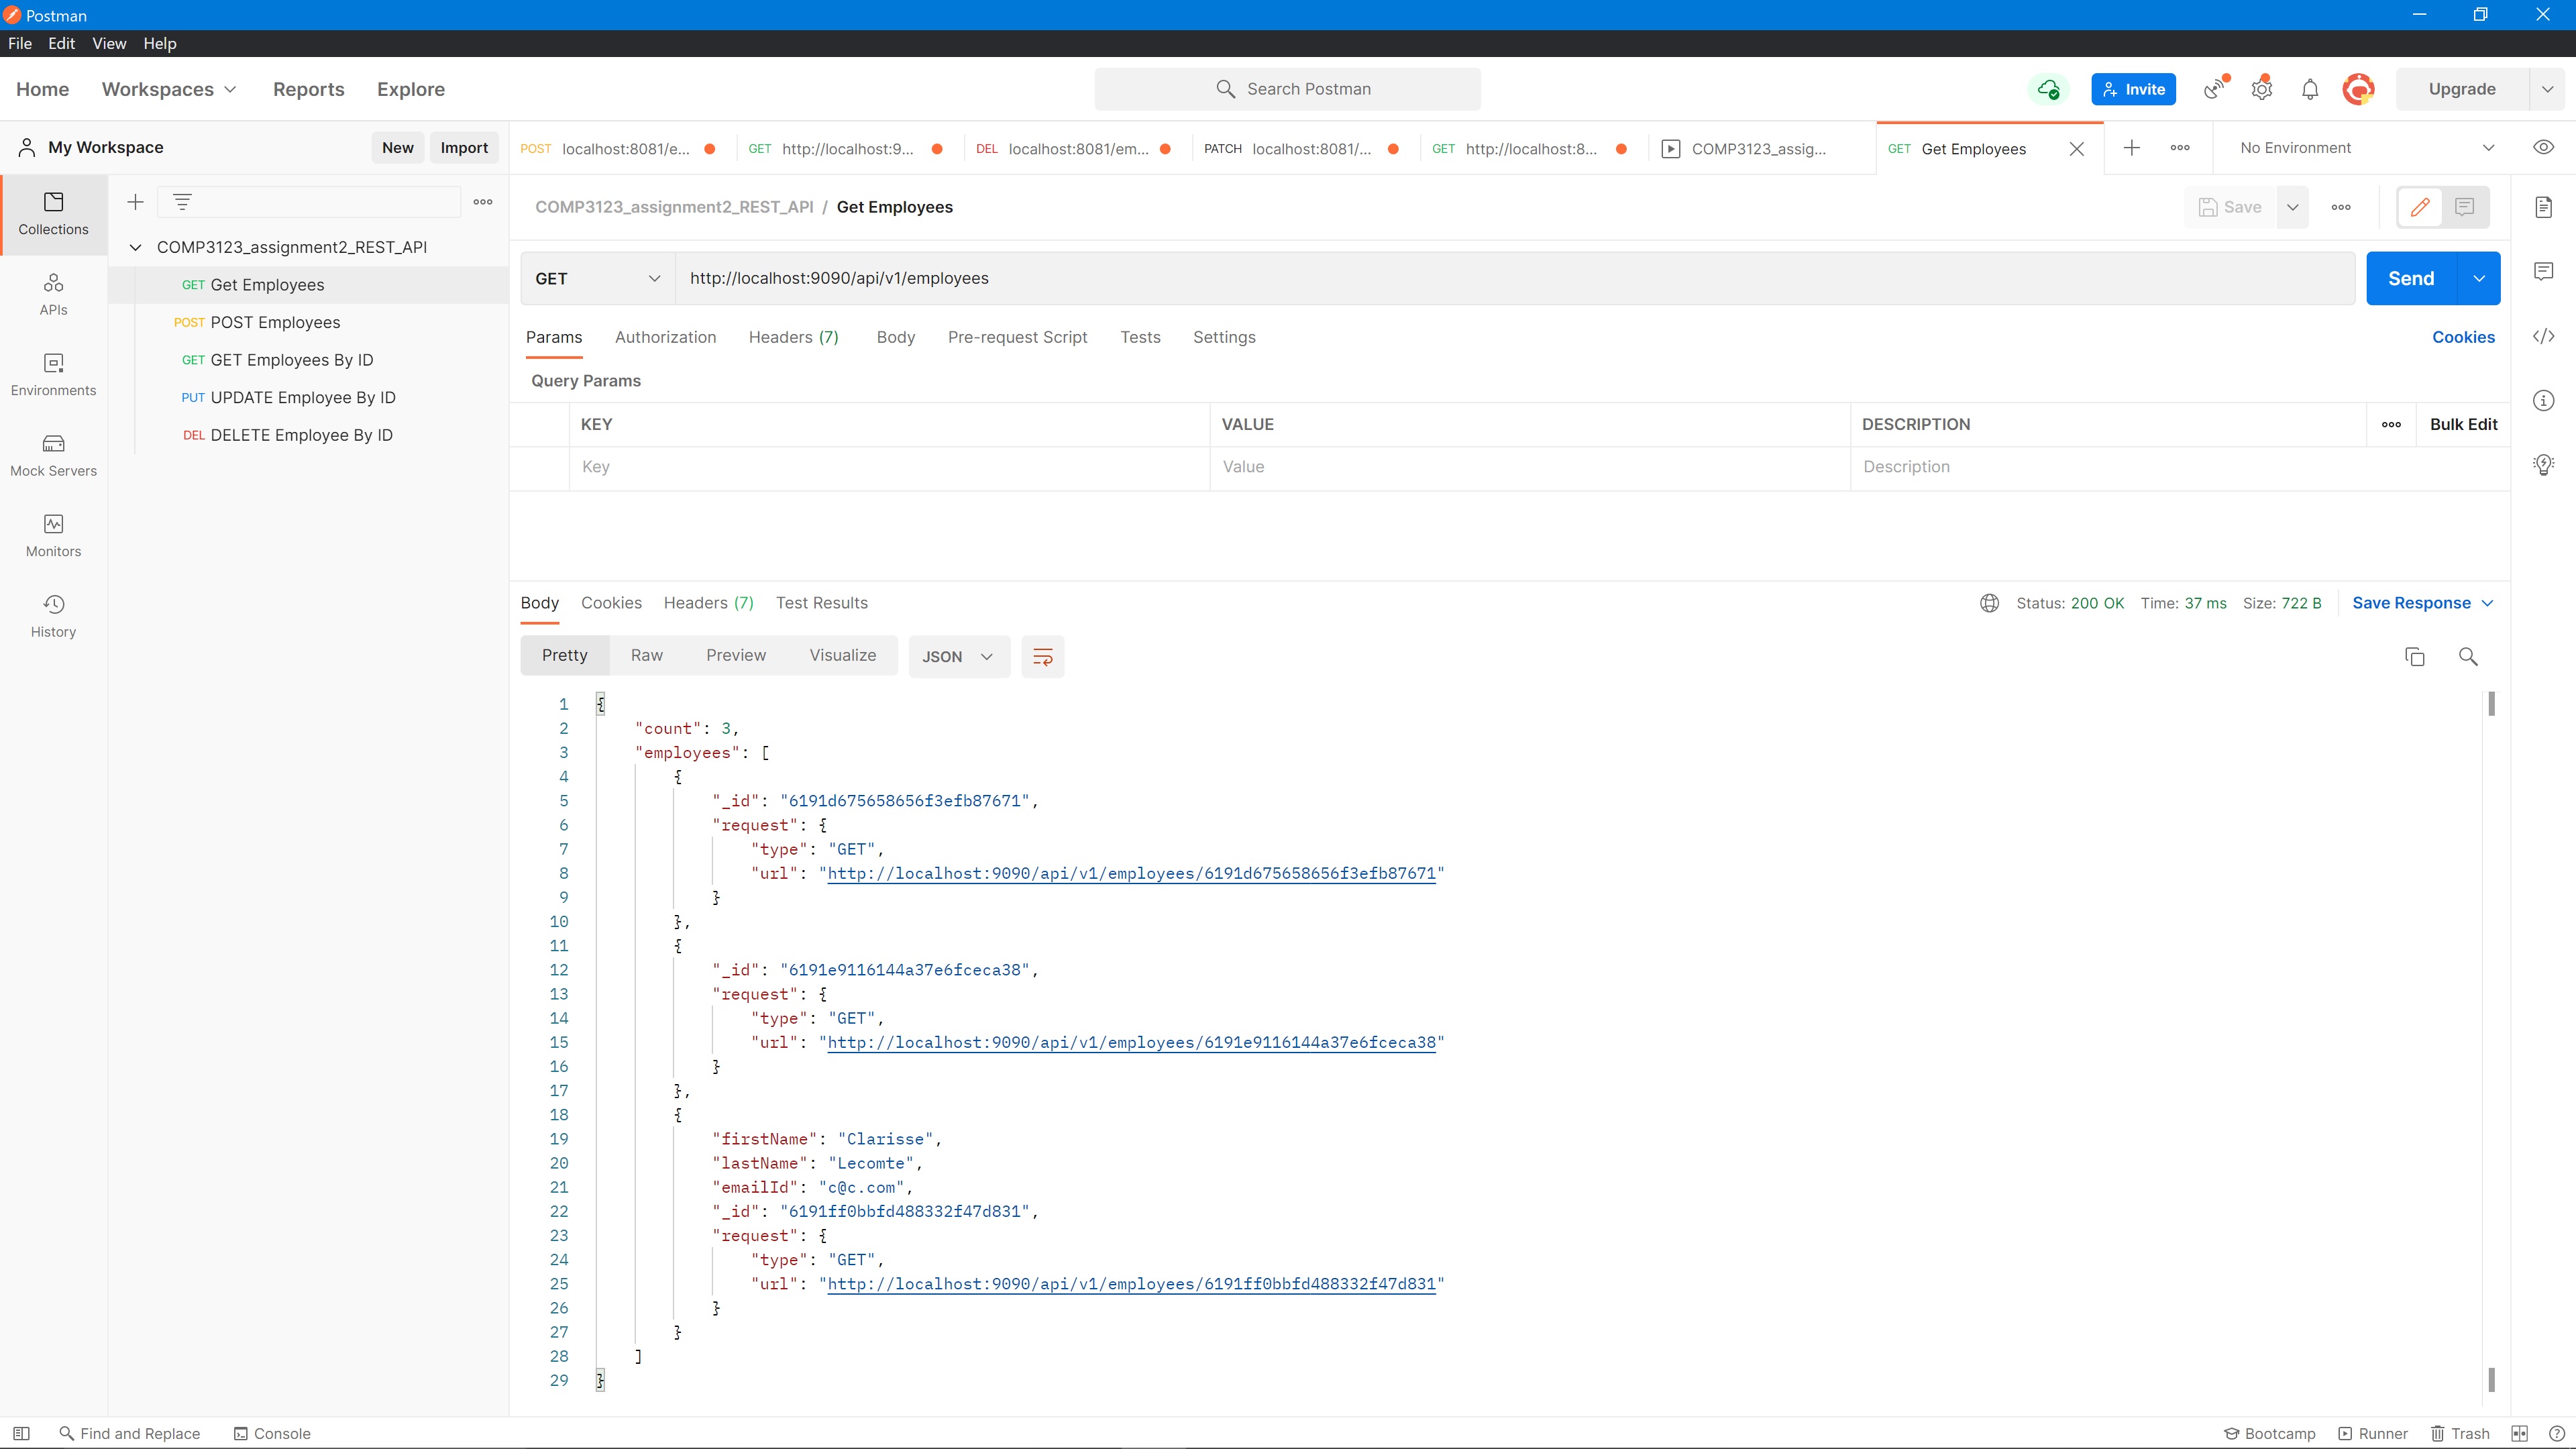 Postman
File Edit View Help
Home Workspaces Reports Explore Search Postman Invite Upgrade
My Workspace New Import
POST localhost:8081/e... GET http://localhost:9... DEL localhost:8081/em... PATCH localhost:8081/... GET http://localhost:8... COMP3123_assig... GET Get Employees No Environment
Collections
APIs
Environments
Mock Servers
Monitors
History
COMP3123_assignment2_REST_API
GET Get Employees
POST POST Employees
GET GET Employees By ID
PUT UPDATE Employee By ID
DEL DELETE Employee By ID
COMP3123_assignment2_REST_API / Get Employees Save
GET http://localhost:9090/api/v1/employees Send
Params Authorization Headers (7) Body Pre-request Script Tests Settings Cookies
Query Params
KEY VALUE DESCRIPTION Bulk Edit
Key Value Description
Body Cookies Headers (7) Test Results Status: 200 OK Time: 37 ms Size: 722 B Save Response
Pretty Raw Preview Visualize JSON
1 {
2 "count": 3,
3 "employees": [
4 {
5 "_id": "6191d675658656f3efb87671",
6 "request": {
7 "type": "GET",
8 "url": "http://localhost:9090/api/v1/employees/6191d675658656f3efb87671"
9 }
10 },
11 {
12 "_id": "6191e9116144a37e6fceca38",
13 "request": {
14 "type": "GET",
15 "url": "http://localhost:9090/api/v1/employees/6191e9116144a37e6fceca38"
16 }
17 },
18 {
19 "firstName": "Clarisse",
20 "lastName": "Lecomte",
21 "emailId": "c@c.com",
22 "_id": "6191ff0bbfd488332f47d831",
23 "request": {
24 "type": "GET",
25 "url": "http://localhost:9090/api/v1/employees/6191ff0bbfd488332f47d831"
26 }
27 }
28 ]
29 }
Find and Replace Console Bootcamp Runner Trash